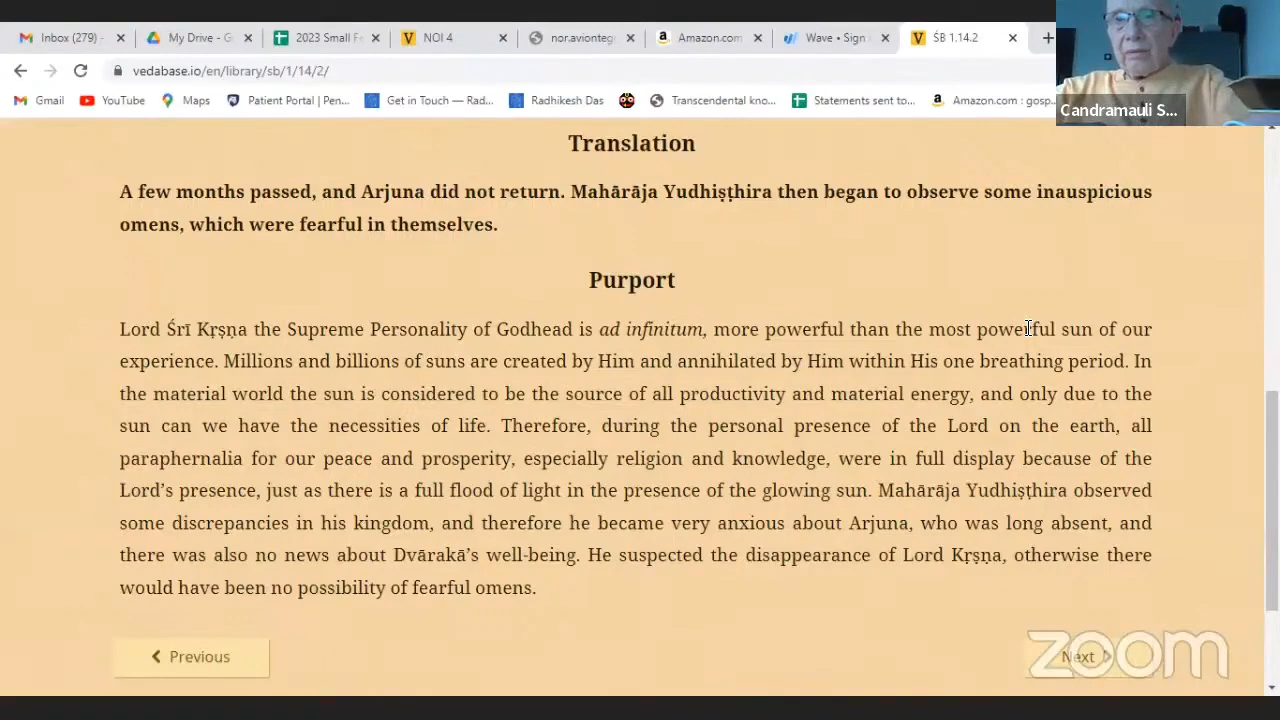 Inbox (279) -
My Drive - G
2023 Small F
NOI 4
nor.avionteg
Amazon.com
Wave • Sign
ŚB 1.14.2
vedabase.io/en/library/sb/1/14/2/
Gmail
YouTube
Maps
Patient Portal | Pen...
Get in Touch — Rad...
Radhikesh Das
Transcendental kno...
Statements sent to...
Amazon.com : gosp...
Candramauli S...
Translation
A few months passed, and Arjuna did not return. Mahārāja Yudhiṣṭhira then began to observe some inauspicious
omens, which were fearful in themselves.
Purport
Lord Śrī Kṛṣṇa the Supreme Personality of Godhead is ad infinitum, more powerful than the most powerful sun of our
experience. Millions and billions of suns are created by Him and annihilated by Him within His one breathing period. In
the material world the sun is considered to be the source of all productivity and material energy, and only due to the
sun can we have the necessities of life. Therefore, during the personal presence of the Lord on the earth, all
paraphernalia for our peace and prosperity, especially religion and knowledge, were in full display because of the
Lord’s presence, just as there is a full flood of light in the presence of the glowing sun. Mahārāja Yudhiṣṭhira observed
some discrepancies in his kingdom, and therefore he became very anxious about Arjuna, who was long absent, and
there was also no news about Dvārakā’s well-being. He suspected the disappearance of Lord Kṛṣṇa, otherwise there
would have been no possibility of fearful omens.
Previous
Next
zoom